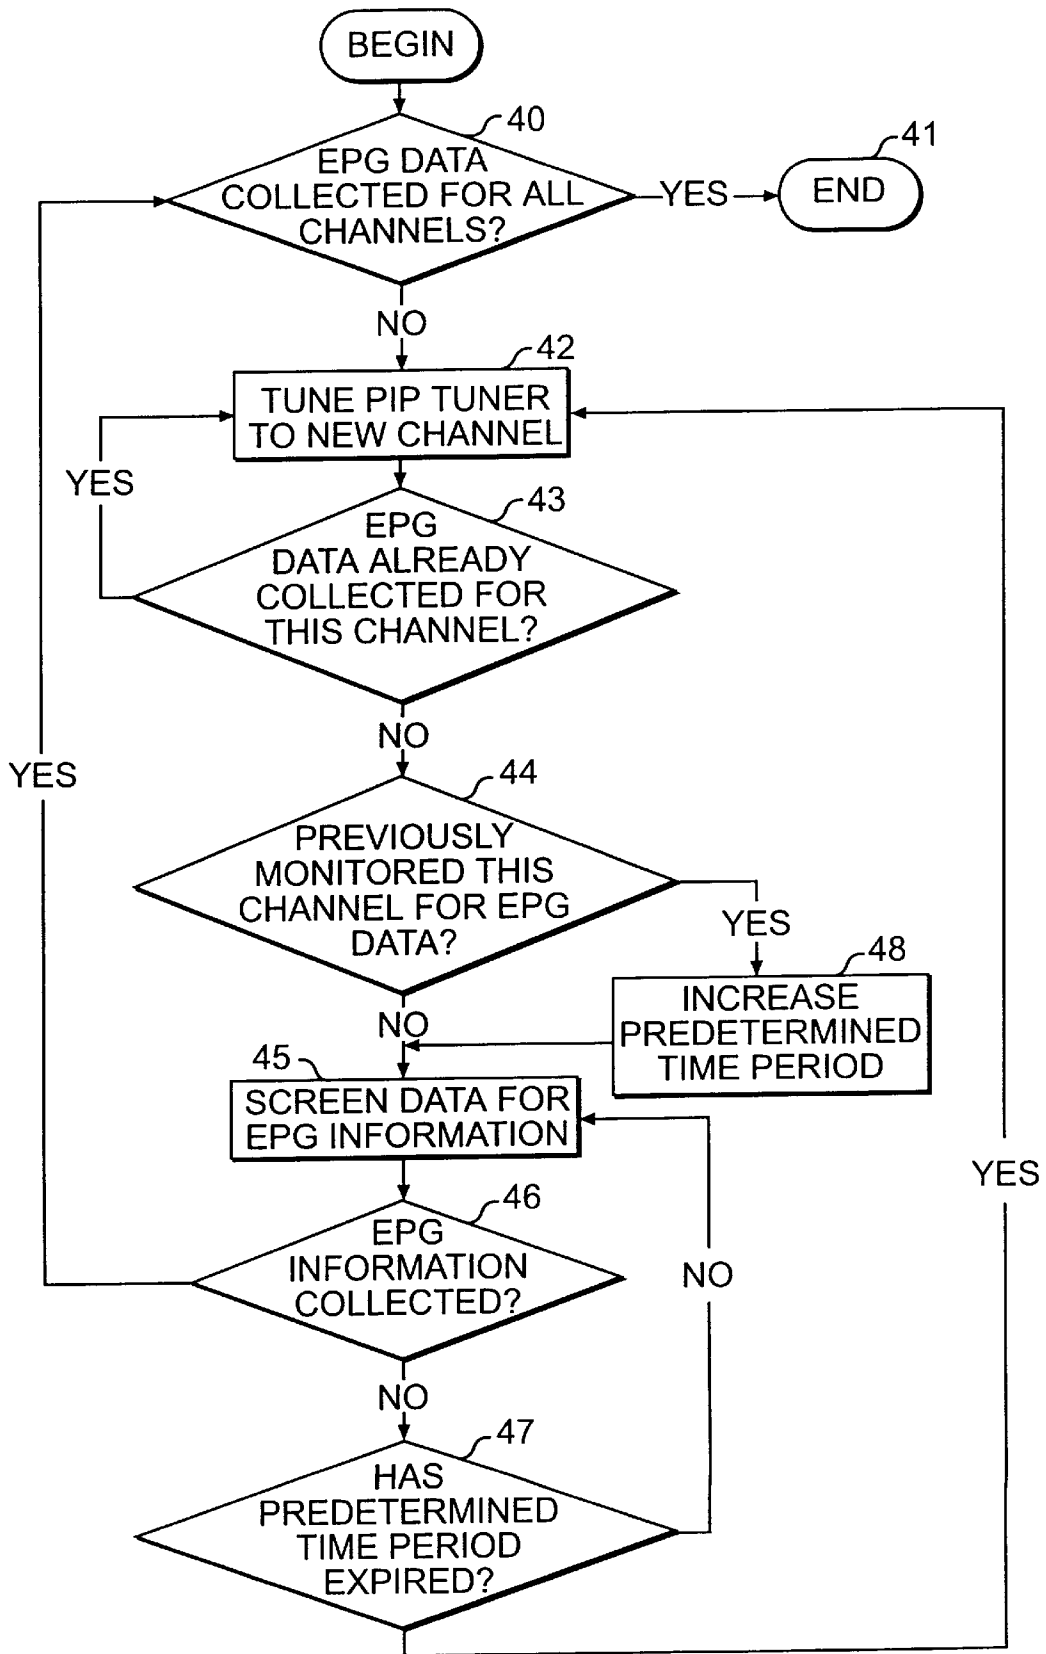 BEGIN
40
EPG DATA
COLLECTED FOR ALL
CHANNELS?
YES
41
END
NO
42
TUNE PIP TUNER
TO NEW CHANNEL
YES
43
EPG
DATA ALREADY
COLLECTED FOR
THIS CHANNEL?
NO
YES
44
PREVIOUSLY
MONITORED THIS
CHANNEL FOR EPG
DATA?
YES
48
INCREASE
PREDETERMINED
TIME PERIOD
NO
45
SCREEN DATA FOR
EPG INFORMATION
YES
46
EPG
INFORMATION
COLLECTED?
NO
NO
47
HAS
PREDETERMINED
TIME PERIOD
EXPIRED?